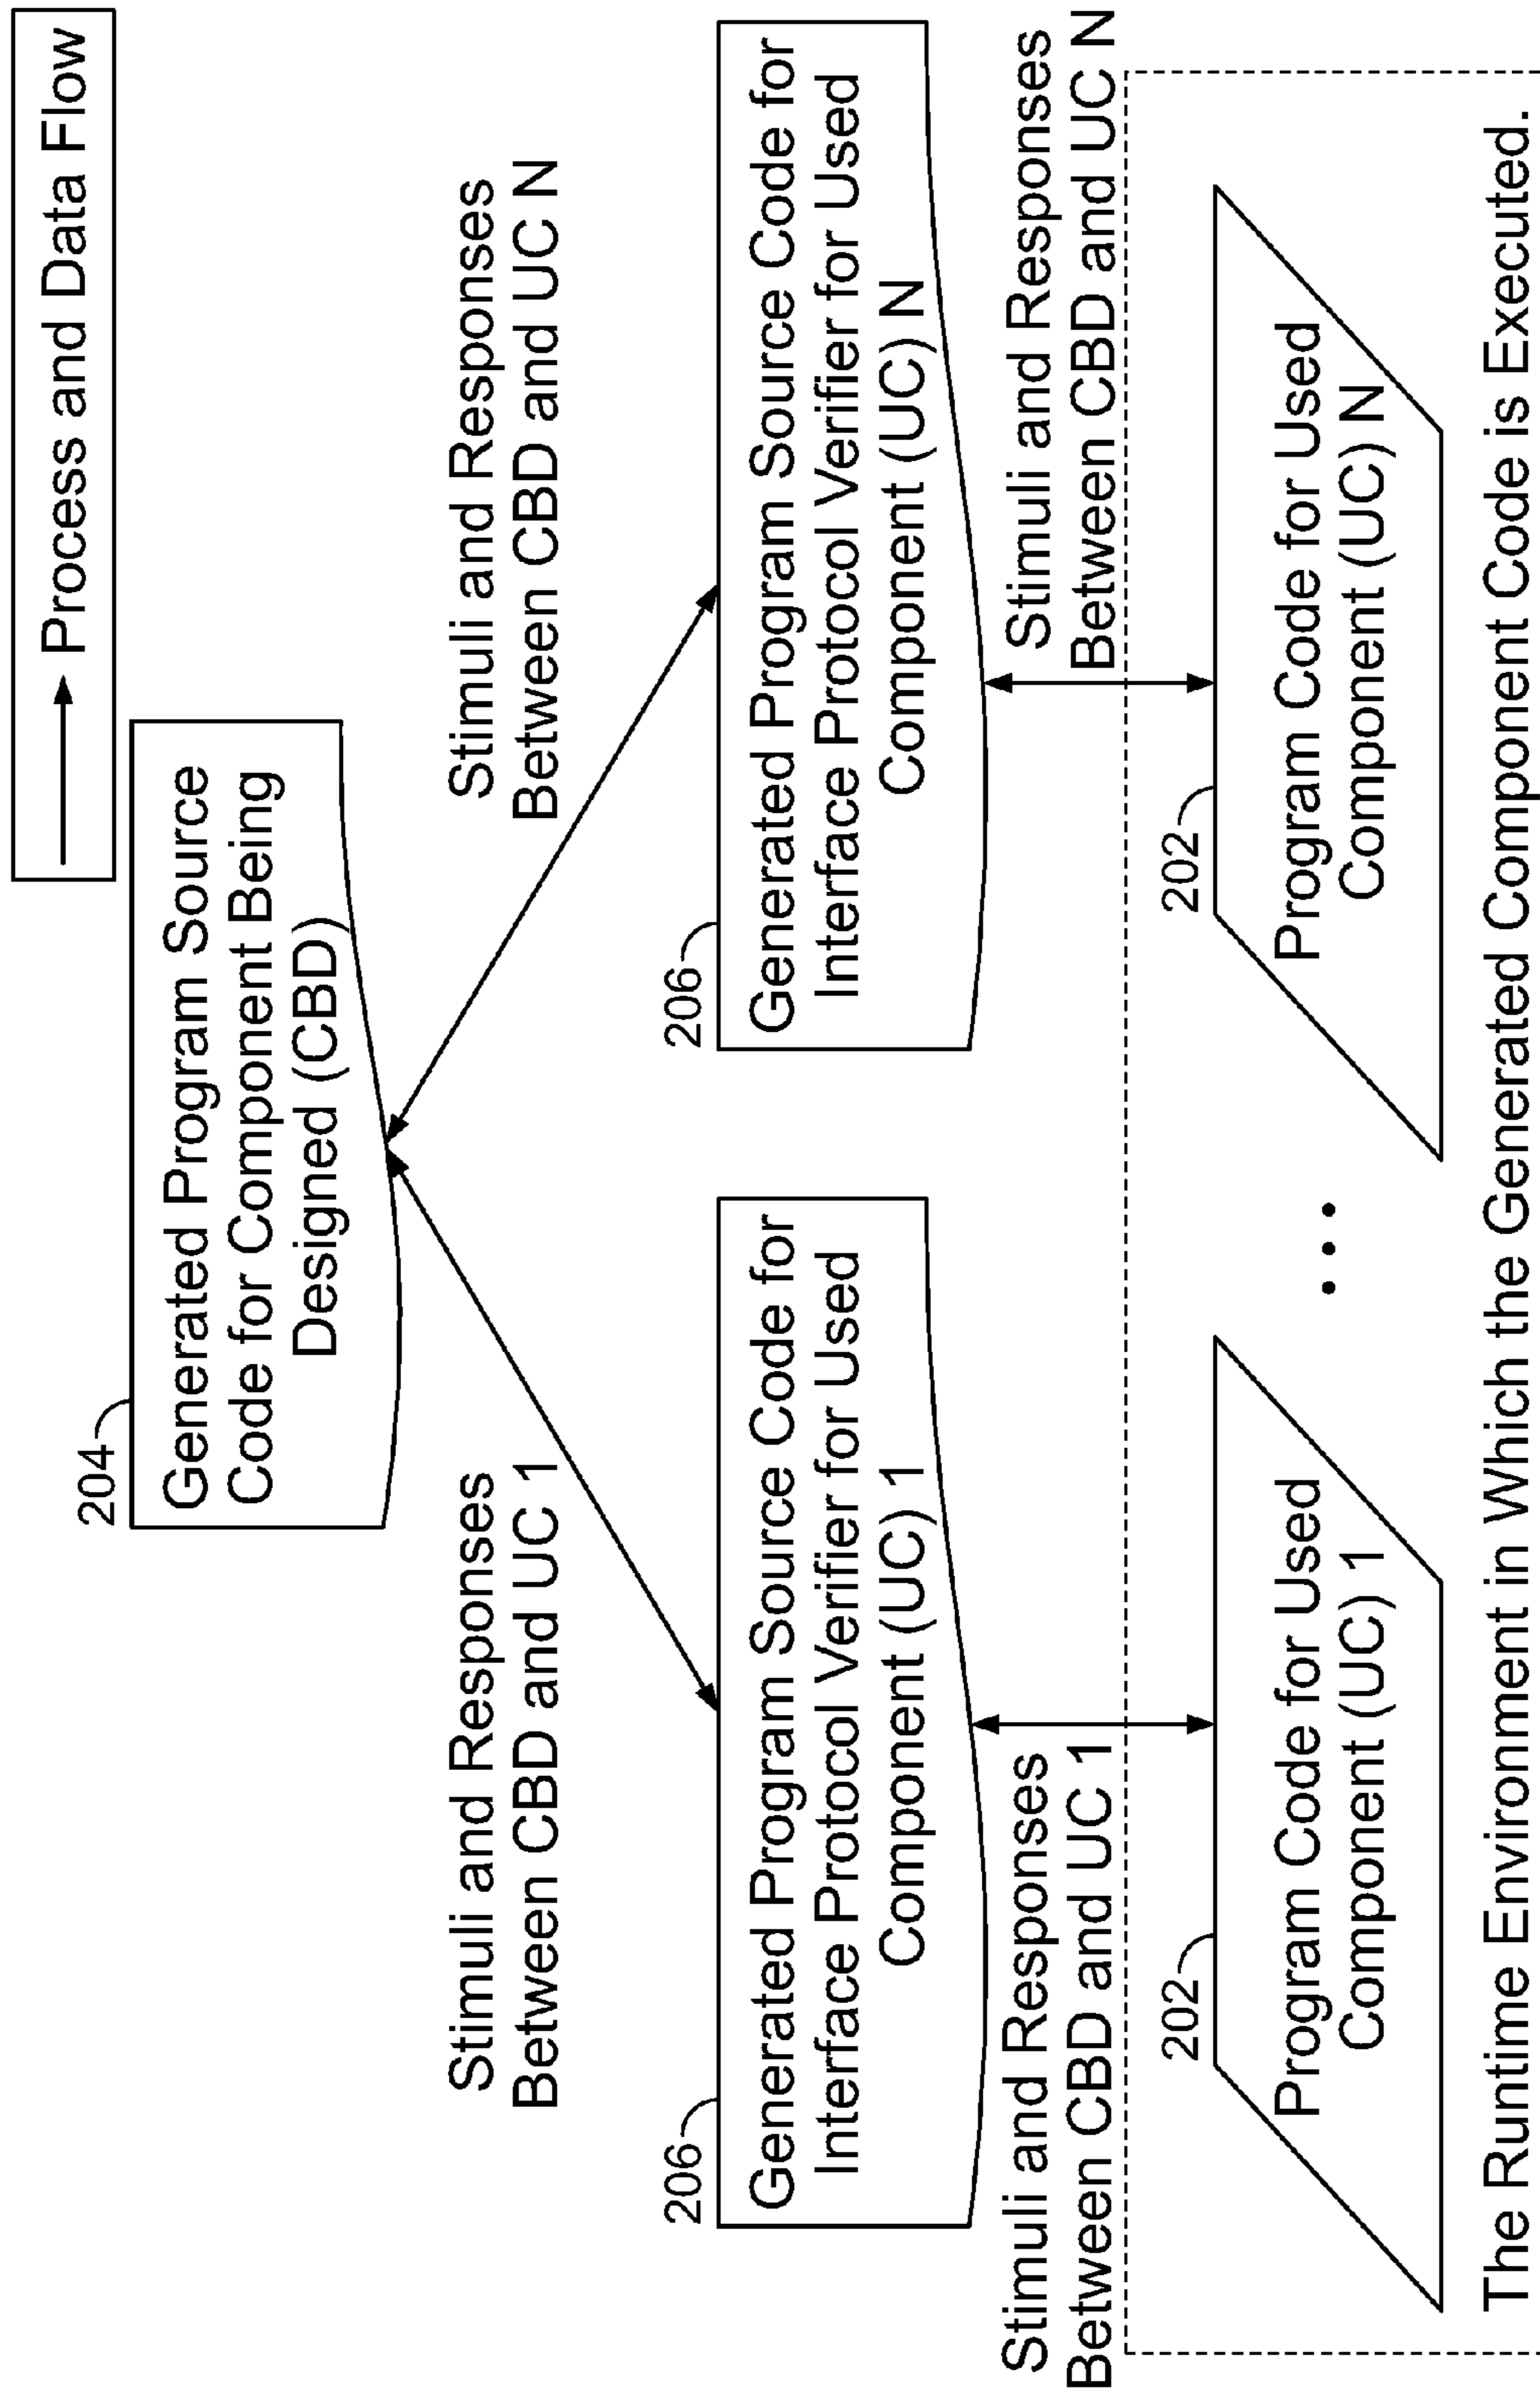 Process and Data Flow
204
Generated Program Source
Code for Component Being
Designed (CBD)
Stimuli and Responses
Between CBD and UC 1
Stimuli and Responses
Between CBD and UC N
206
Generated Program Source Code for
Interface Protocol Verifier for Used
Component (UC) 1
206
Generated Program Source Code for
Interface Protocol Verifier for Used
Component (UC) N
Stimuli and Responses
Between CBD and UC 1
Stimuli and Responses
Between CBD and UC N
202
Program Code for Used
Component (UC) 1
...
202
Program Code for Used
Component (UC) N
The Runtime Environment in Which the Generated Component Code is Executed.